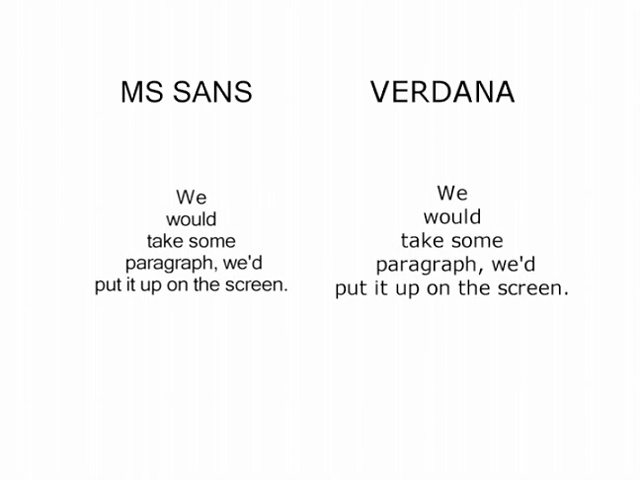 MS SANS
We
would
take some
paragraph, we'd
put it up on the screen.
VERDANA
We
would
take some
paragraph, we'd
put it up on the screen.